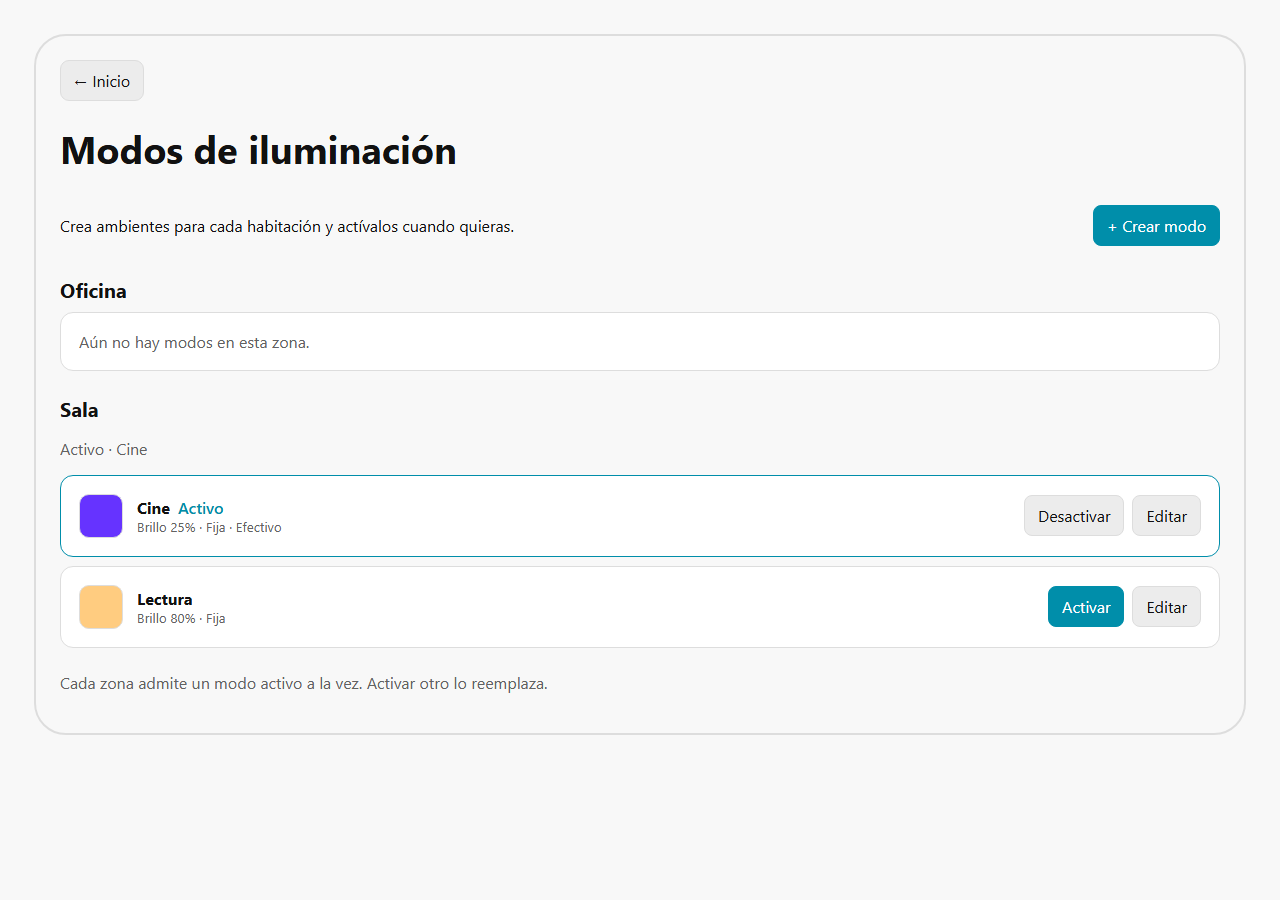 ← Inicio
Modos de iluminación
Crea ambientes para cada habitación y actívalos cuando quieras.
+ Crear modo
Oficina
Aún no hay modos en esta zona.
Sala
Activo · Cine
Cine Activo
Brillo 25% · Fija · Efectivo
Desactivar
Editar
Lectura
Brillo 80% · Fija
Activar
Editar
Cada zona admite un modo activo a la vez. Activar otro lo reemplaza.